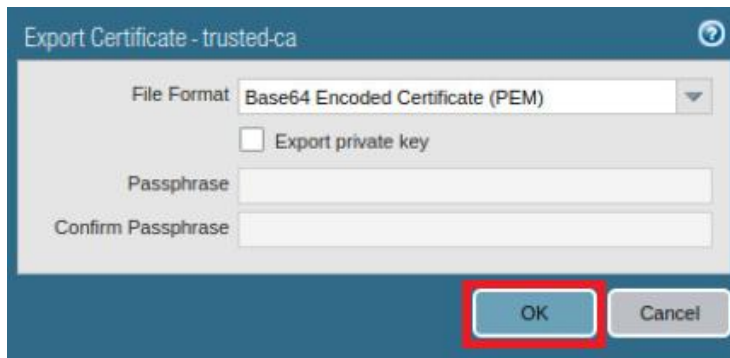 Export Certificate - trusted-ca
File Format Base64 Encoded Certificate (PEM)
Export private key
Passphrase
Confirm Passphrase
OK Cancel